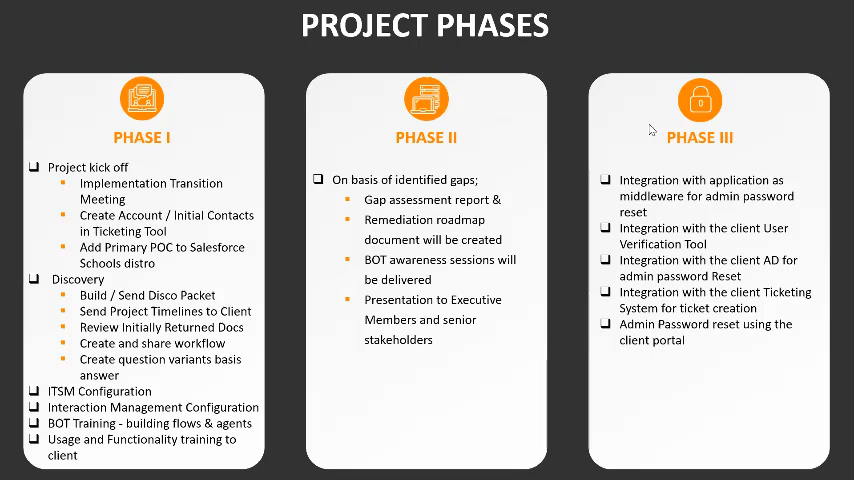 PROJECT PHASES
PHASE I
Project kick off
Implementation Transition
Meeting
Create Account / Initial Contacts
in Ticketing Tool
Add Primary POC to Salesforce
Schools distro
Discovery
Build / Send Disco Packet
Send Project Timelines to Client
Review Initially Returned Docs
Create and share workflow
Create question variants basis
answer
ITSM Configuration
Interaction Management Configuration
BOT Training - building flows & agents
Usage and Functionality training to
client
PHASE II
On basis of identified gaps;
Gap assessment report &
Remediation roadmap
document will be created
BOT awareness sessions will
be delivered
Presentation to Executive
Members and senior
stakeholders
PHASE III
Integration with application as
middleware for admin password
reset
Integration with the client User
Verification Tool
Integration with the client AD for
admin password Reset
Integration with the client Ticketing
System for ticket creation
Admin Password reset using the
client portal